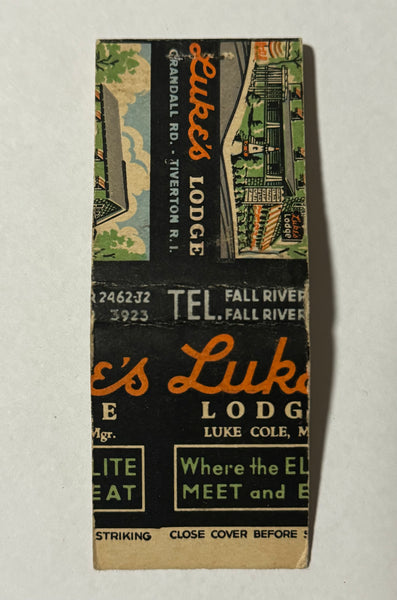 Luke's LODGE
CRANDALL RD. · TIVERTON R.I.
Luke's
Lodge
2462-J2 TEL. FALL RIVER
3923 FALL RIVER
e's Luke
E LODG
Mgr. LUKE COLE, M
LITE Where the EL
EAT MEET and E
STRIKING CLOSE COVER BEFORE S